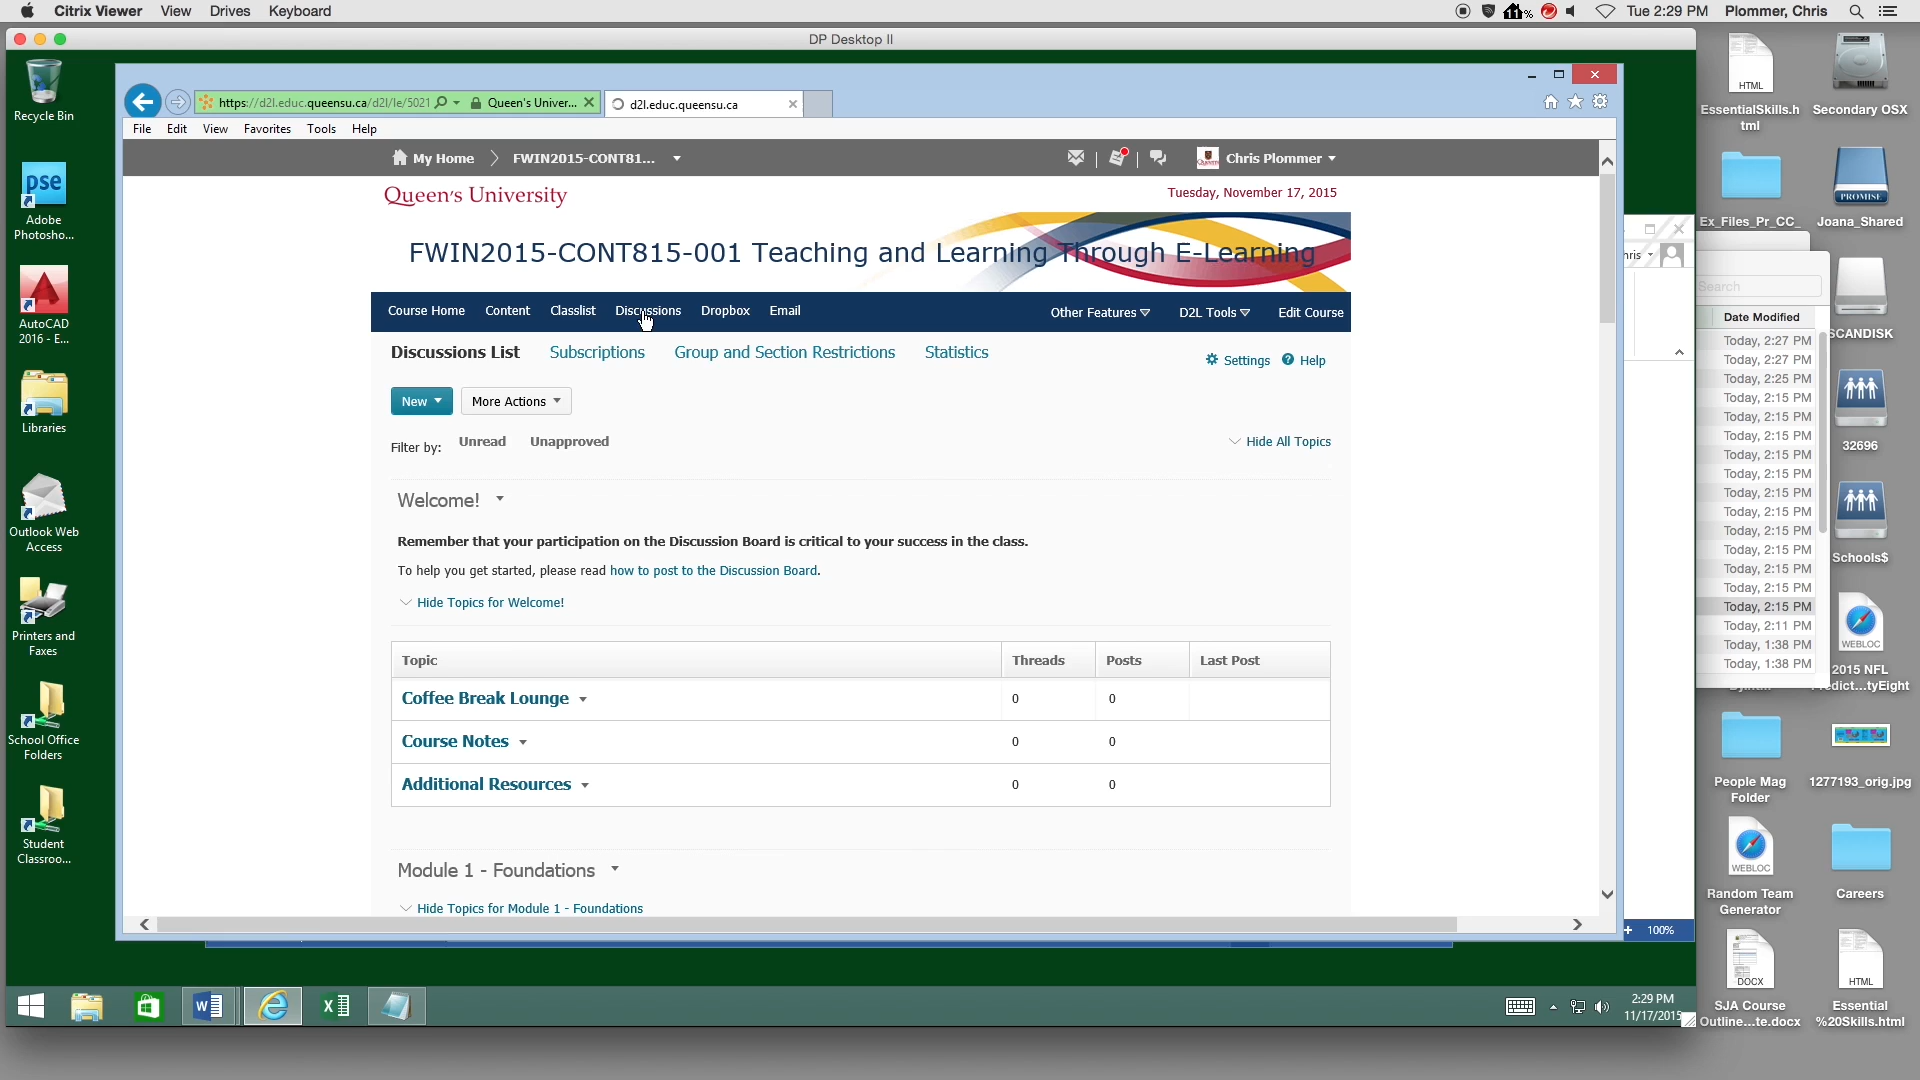 Citrix Viewer View Drives Keyboard
11% Tue 2:29 PM Plommer, Chris
DP Desktop II
https://d2l.educ.queensu.ca/d2l/le/5021 Queen's Univer... d2l.educ.queensu.ca
File Edit View Favorites Tools Help
My Home FWIN2015-CONT81... Chris Plommer
Queen's University
Tuesday, November 17, 2015
FWIN2015-CONT815-001 Teaching and Learning Through E-Learning
Course Home Content Classlist Discussions Dropbox Email Other Features D2L Tools Edit Course
Discussions List Subscriptions Group and Section Restrictions Statistics
Settings Help
New More Actions
Filter by: Unread Unapproved Hide All Topics
Welcome!
Remember that your participation on the Discussion Board is critical to your success in the class.
To help you get started, please read how to post to the Discussion Board.
Hide Topics for Welcome!
Topic Threads Posts Last Post
Coffee Break Lounge 0 0
Course Notes 0 0
Additional Resources 0 0
Module 1 - Foundations
Hide Topics for Module 1 - Foundations
Recycle Bin
pse
Adobe
Photosho...
AutoCAD
2016 - E...
Libraries
Outlook Web
Access
Printers and
Faxes
School Office
Folders
Student
Classroo...
100%
2:29 PM
11/17/2015
Search
Date Modified
Today, 2:27 PM
Today, 2:27 PM
Today, 2:25 PM
Today, 2:15 PM
Today, 2:15 PM
Today, 2:15 PM
Today, 2:15 PM
Today, 2:15 PM
Today, 2:15 PM
Today, 2:15 PM
Today, 2:15 PM
Today, 2:15 PM
Today, 2:15 PM
Today, 2:15 PM
Today, 2:15 PM
Today, 2:11 PM
Today, 1:38 PM
Today, 1:38 PM
HTML
EssentialSkills.h
tml
Secondary OSX
Ex_Files_Pr_CC_
PROMISE
Joana_Shared
SCANDISK
32696
Schools$
WEBLOC
2015 NFL
Predict...tyEight
People Mag
Folder
1277193_orig.jpg
WEBLOC
Random Team
Generator
Careers
DOCX
SJA Course
Outline...te.docx
HTML
Essential
%20Skills.html